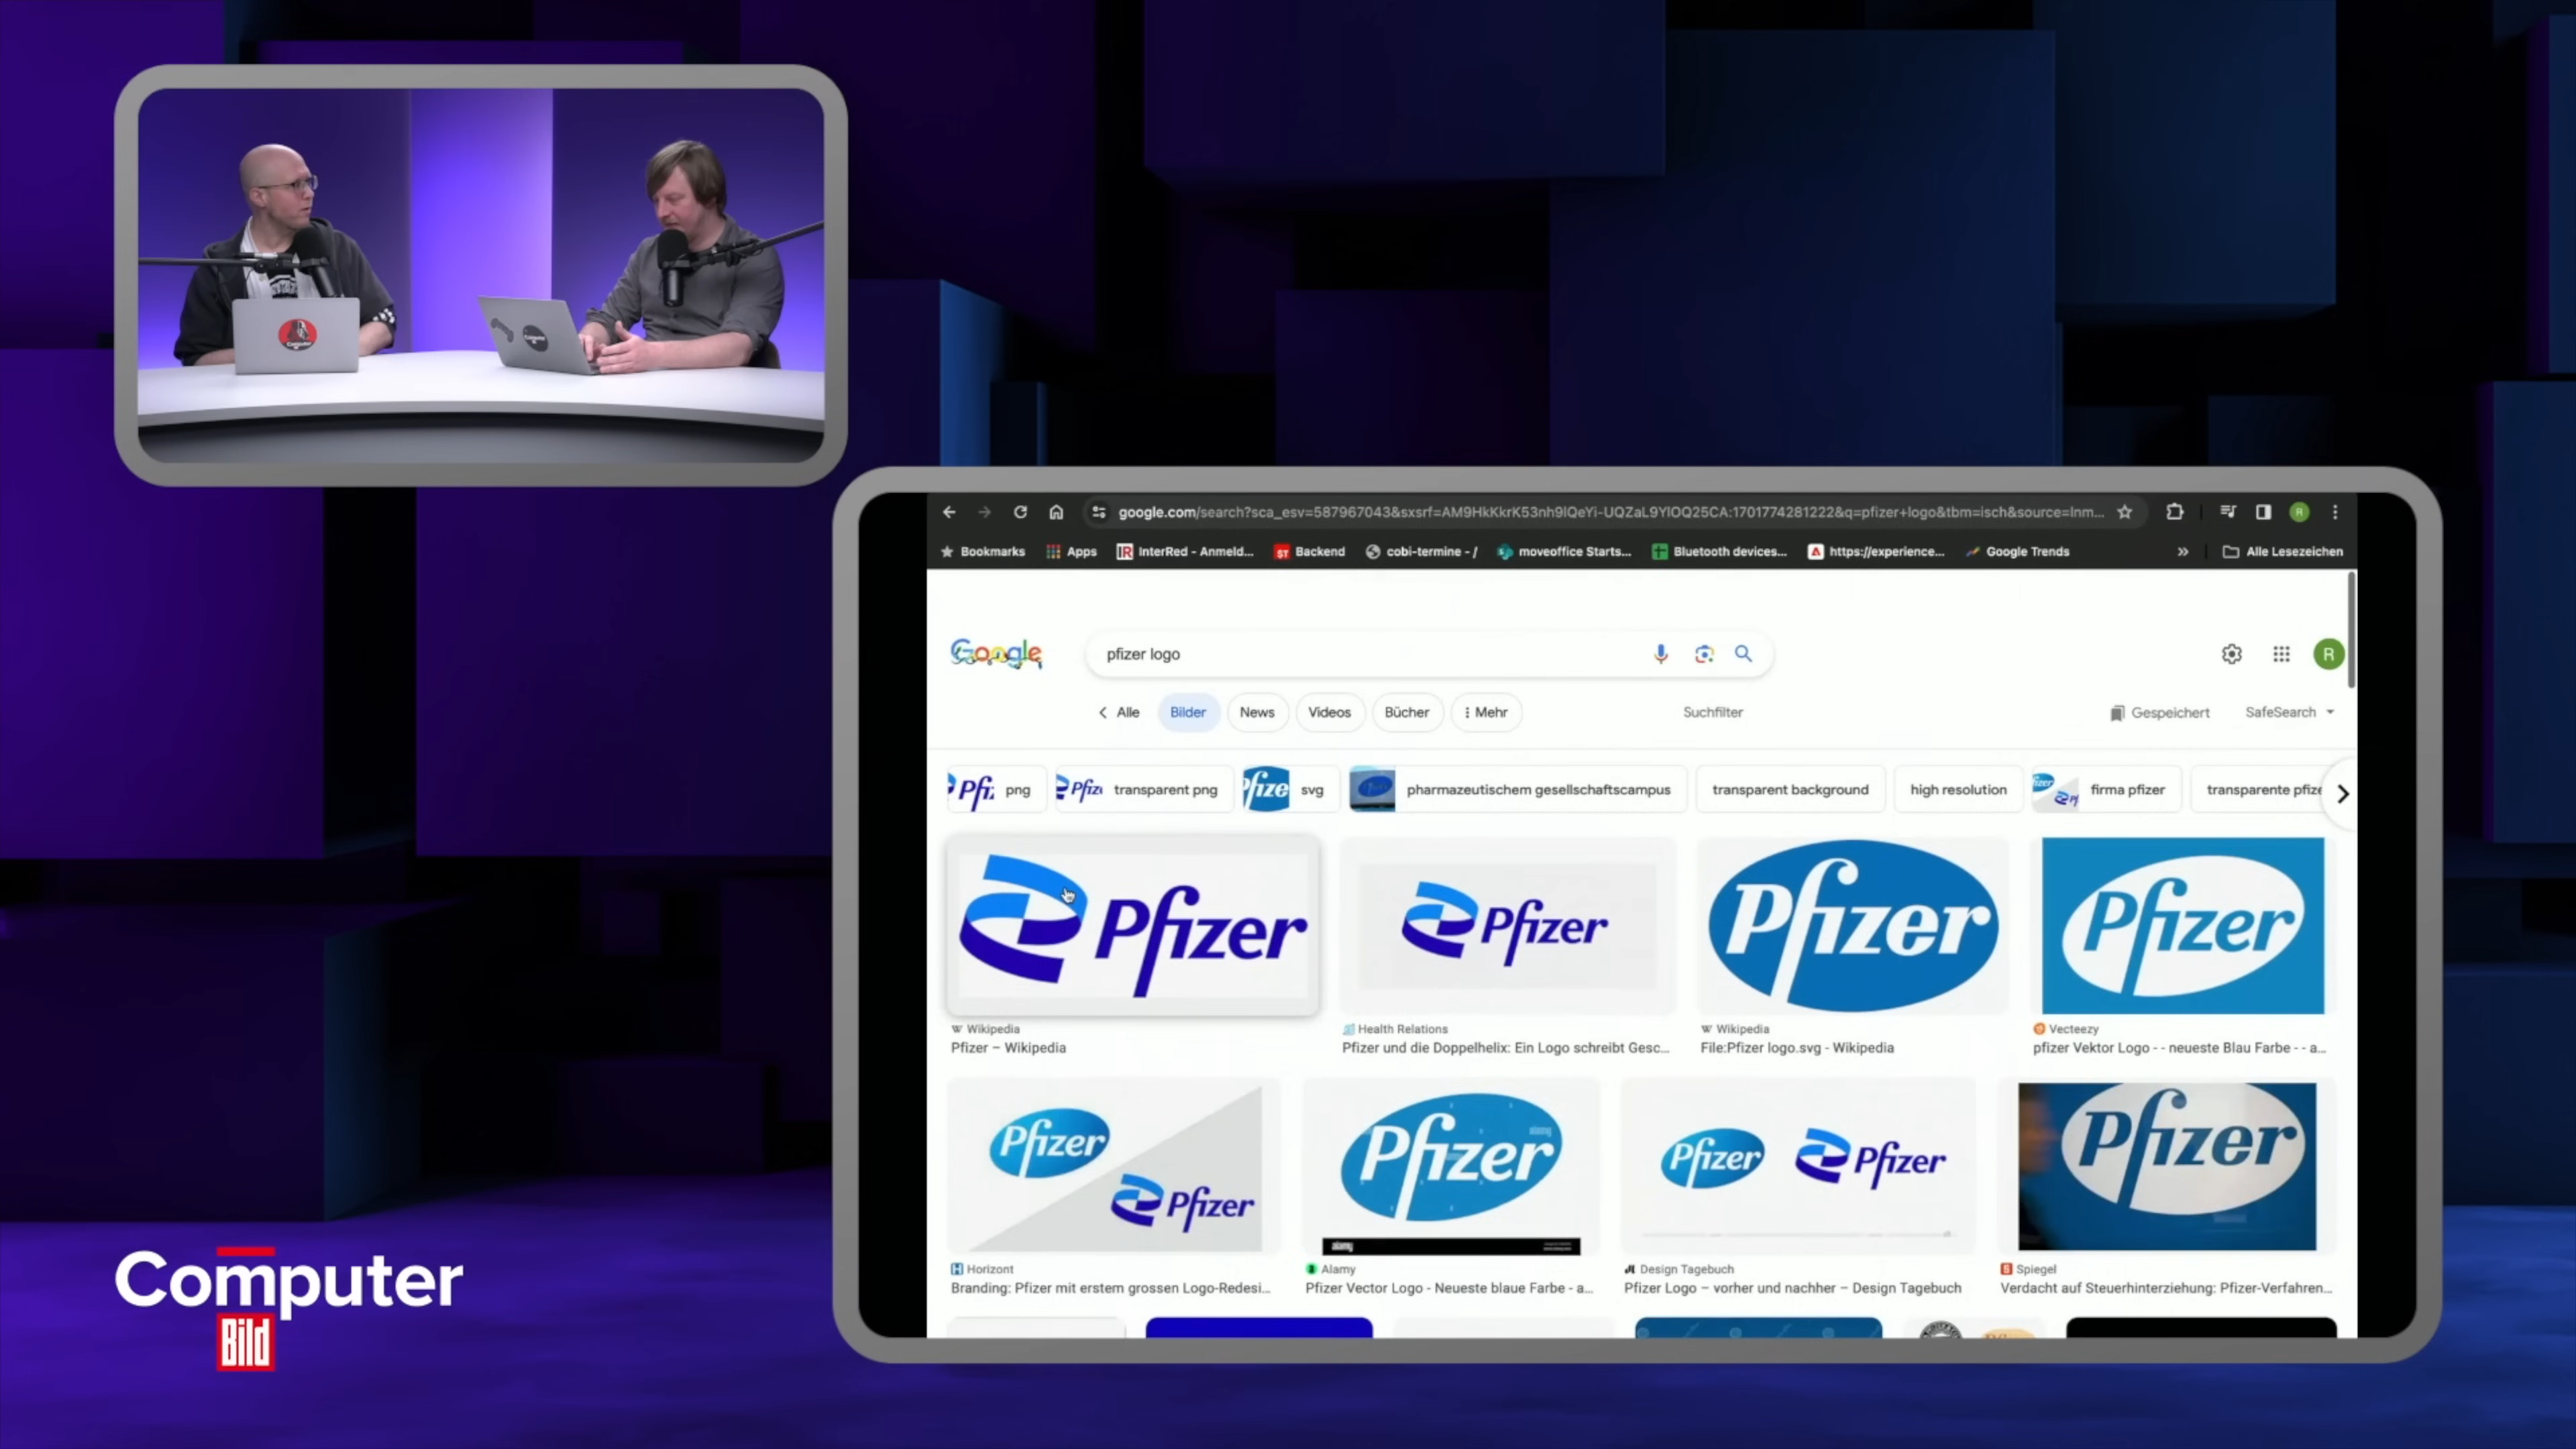 google.com/search?sca_esv=587967043&sxsrf=AM9HkKkrK53nh9IQeYi-UQZaL9YlOQ25CA:1701774281222&q=pfizer+logo&tbm=isch&source=lnm...
R
Bookmarks Apps InterRed - Anmeld... Backend cobi-termine - / moveoffice Starts... Bluetooth devices... https://experience... Google Trends » Alle Lesezeichen
Google pfizer logo R
Alle Bilder News Videos Bücher Mehr Suchfilter Gespeichert SafeSearch
png transparent png svg pharmazeutischem gesellschaftscampus transparent background high resolution firma pfizer transparente pfize
Pfizer Pfizer Pfizer Pfizer
Wikipedia Health Relations Wikipedia Vecteezy
Pfizer – Wikipedia Pfizer und die Doppelhelix: Ein Logo schreibt Gesc... File:Pfizer logo.svg - Wikipedia pfizer Vektor Logo - - neueste Blau Farbe - - a...
Pfizer Pfizer Pfizer Pfizer Pfizer Pfizer
alamy
Horizont Alamy Design Tagebuch Spiegel
Branding: Pfizer mit erstem grossen Logo-Redesi... Pfizer Vector Logo - Neueste blaue Farbe - a... Pfizer Logo – vorher und nachher – Design Tagebuch Verdacht auf Steuerhinterziehung: Pfizer-Verfahren...
Computer
Bild